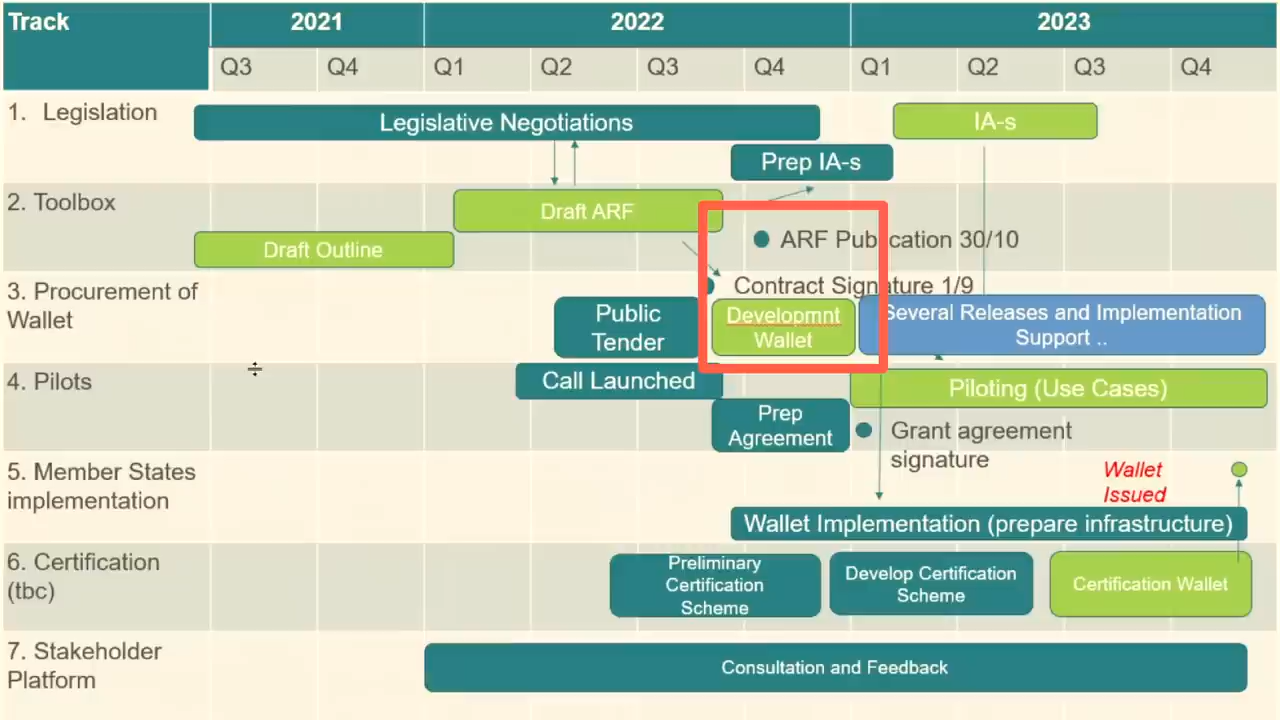 Track
2021
2022
2023
Q3
Q4
Q1
Q2
Q3
Q4
Q1
Q2
Q3
Q4
1. Legislation
Legislative Negotiations
IA-s
Prep IA-s
2. Toolbox
Draft ARF
ARF Pub cation 30/10
Draft Outline
3. Procurement of
Wallet
Contract Signature 1/9
Public
Tender
Developmnt
Wallet
Several Releases and Implementation
Support ..
4. Pilots
Call Launched
Piloting (Use Cases)
Prep
Agreement
Grant agreement
signature
5. Member States
implementation
Wallet
Issued
Wallet Implementation (prepare infrastructure)
6. Certification
(tbc)
Preliminary
Certification
Scheme
Develop Certification
Scheme
Certification Wallet
7. Stakeholder
Platform
Consultation and Feedback